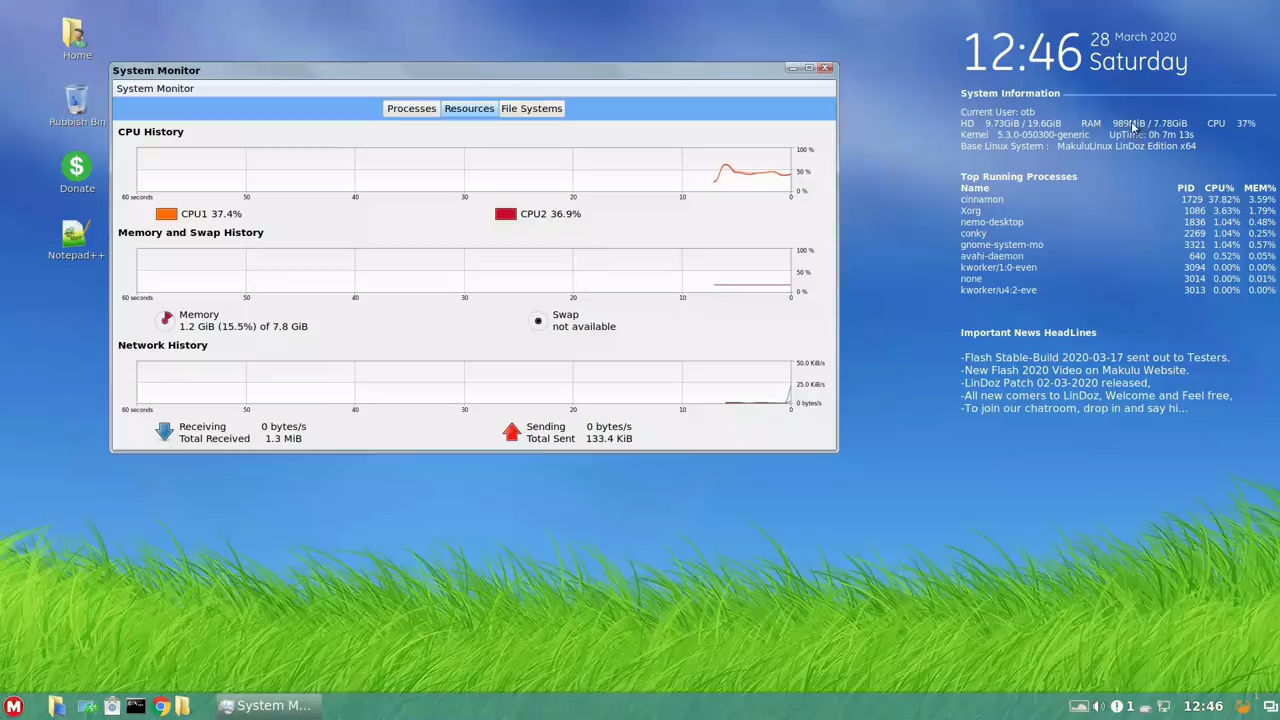 Home
Rubbish Bin
Donate
Notepad++
System Monitor
System Monitor
Processes Resources File Systems
CPU History
100 %
50 %
0 %
60 seconds 50 40 30 20 10 0
CPU1 37.4% CPU2 36.9%
Memory and Swap History
100 %
50 %
0 %
60 seconds 50 40 30 20 10 0
Memory
1.2 GiB (15.5%) of 7.8 GiB
Swap
not available
Network History
50.0 KiB/s
25.0 KiB/s
0 bytes/s
60 seconds 50 40 30 20 10 0
Receiving 0 bytes/s
Total Received 1.3 MiB
Sending 0 bytes/s
Total Sent 133.4 KiB
12:46 28 March 2020
Saturday
System Information
Current User: otb
HD 9.73GiB / 19.6GiB RAM / 7.78GiB CPU 37%
Kernel 5.3.0-050300-generic UpTime: 0h 7m 13s
Base Linux System : MakuluLinux LinDoz Edition x64
Top Running Processes
Name PID CPU% MEM%
cinnamon 1729 37.82% 3.59%
Xorg 1086 3.63% 1.79%
nemo-desktop 1836 1.04% 0.48%
conky 2269 1.04% 0.25%
gnome-system-mo 3321 1.04% 0.57%
avahi-daemon 640 0.52% 0.05%
kworker/1:0-even 3094 0.00% 0.00%
none 3014 0.00% 0.01%
kworker/u4:2-eve 3013 0.00% 0.00%
Important News HeadLines
-Flash Stable-Build 2020-03-17 sent out to Testers.
-New Flash 2020 Video on Makulu Website.
-LinDoz Patch 02-03-2020 released,
-All new comers to LinDoz, Welcome and Feel free,
-To join our chatroom, drop in and say hi...
M
System M...
1
12:46
1